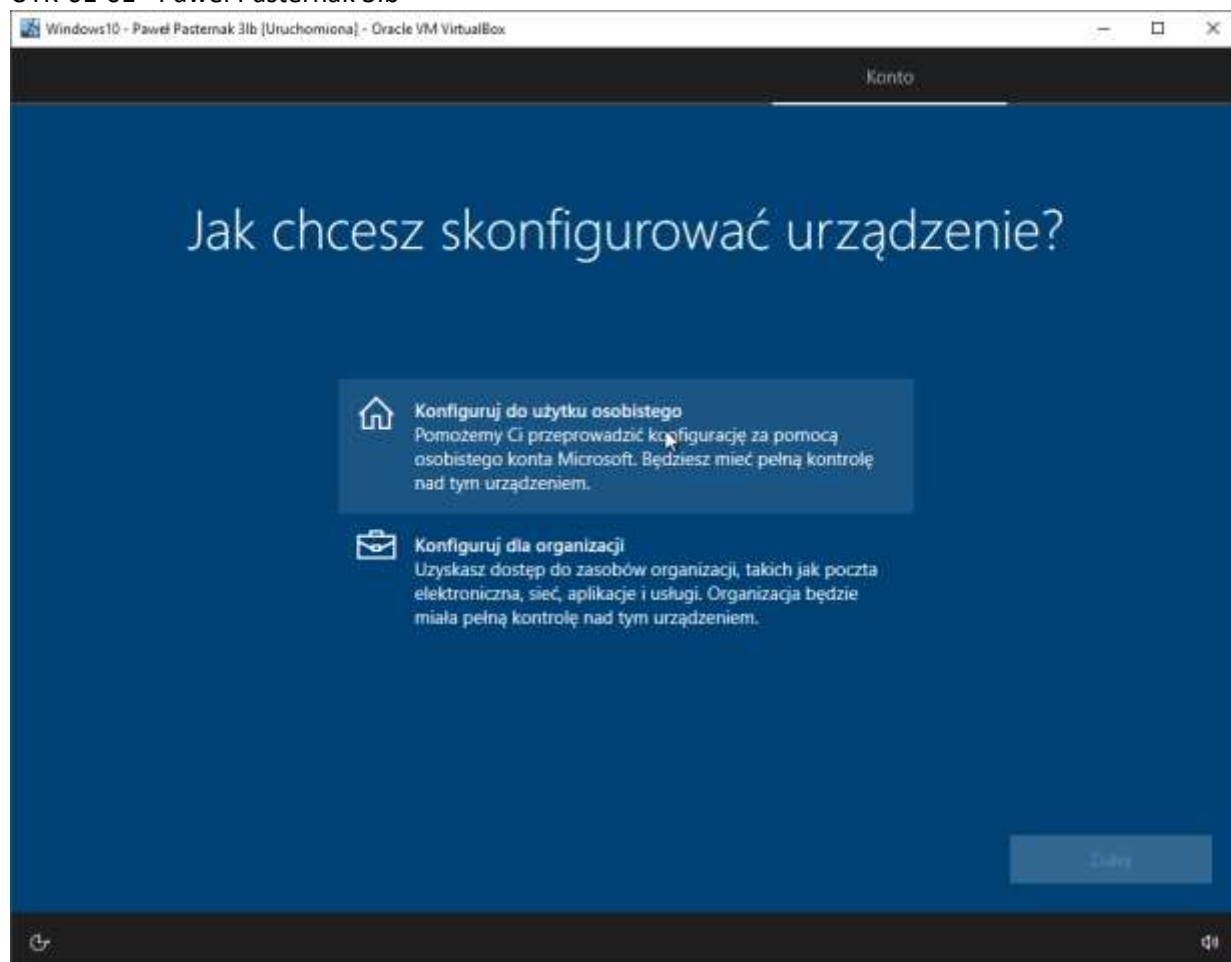 Windows10 - Paweł Pasternak 3lb [Uruchomiona] - Oracle VM VirtualBox
Konto
Jak chcesz skonfigurować urządzenie?
Konfiguruj do użytku osobistego
Pomożemy Ci przeprowadzić konfigurację za pomocą
osobistego konta Microsoft. Będziesz mieć pełną kontrolę
nad tym urządzeniem.
Konfiguruj dla organizacji
Uzyskasz dostęp do zasobów organizacji, takich jak poczta
elektroniczna, sieć, aplikacje i usługi. Organizacja będzie
miała pełną kontrolę nad tym urządzeniem.
Dalej